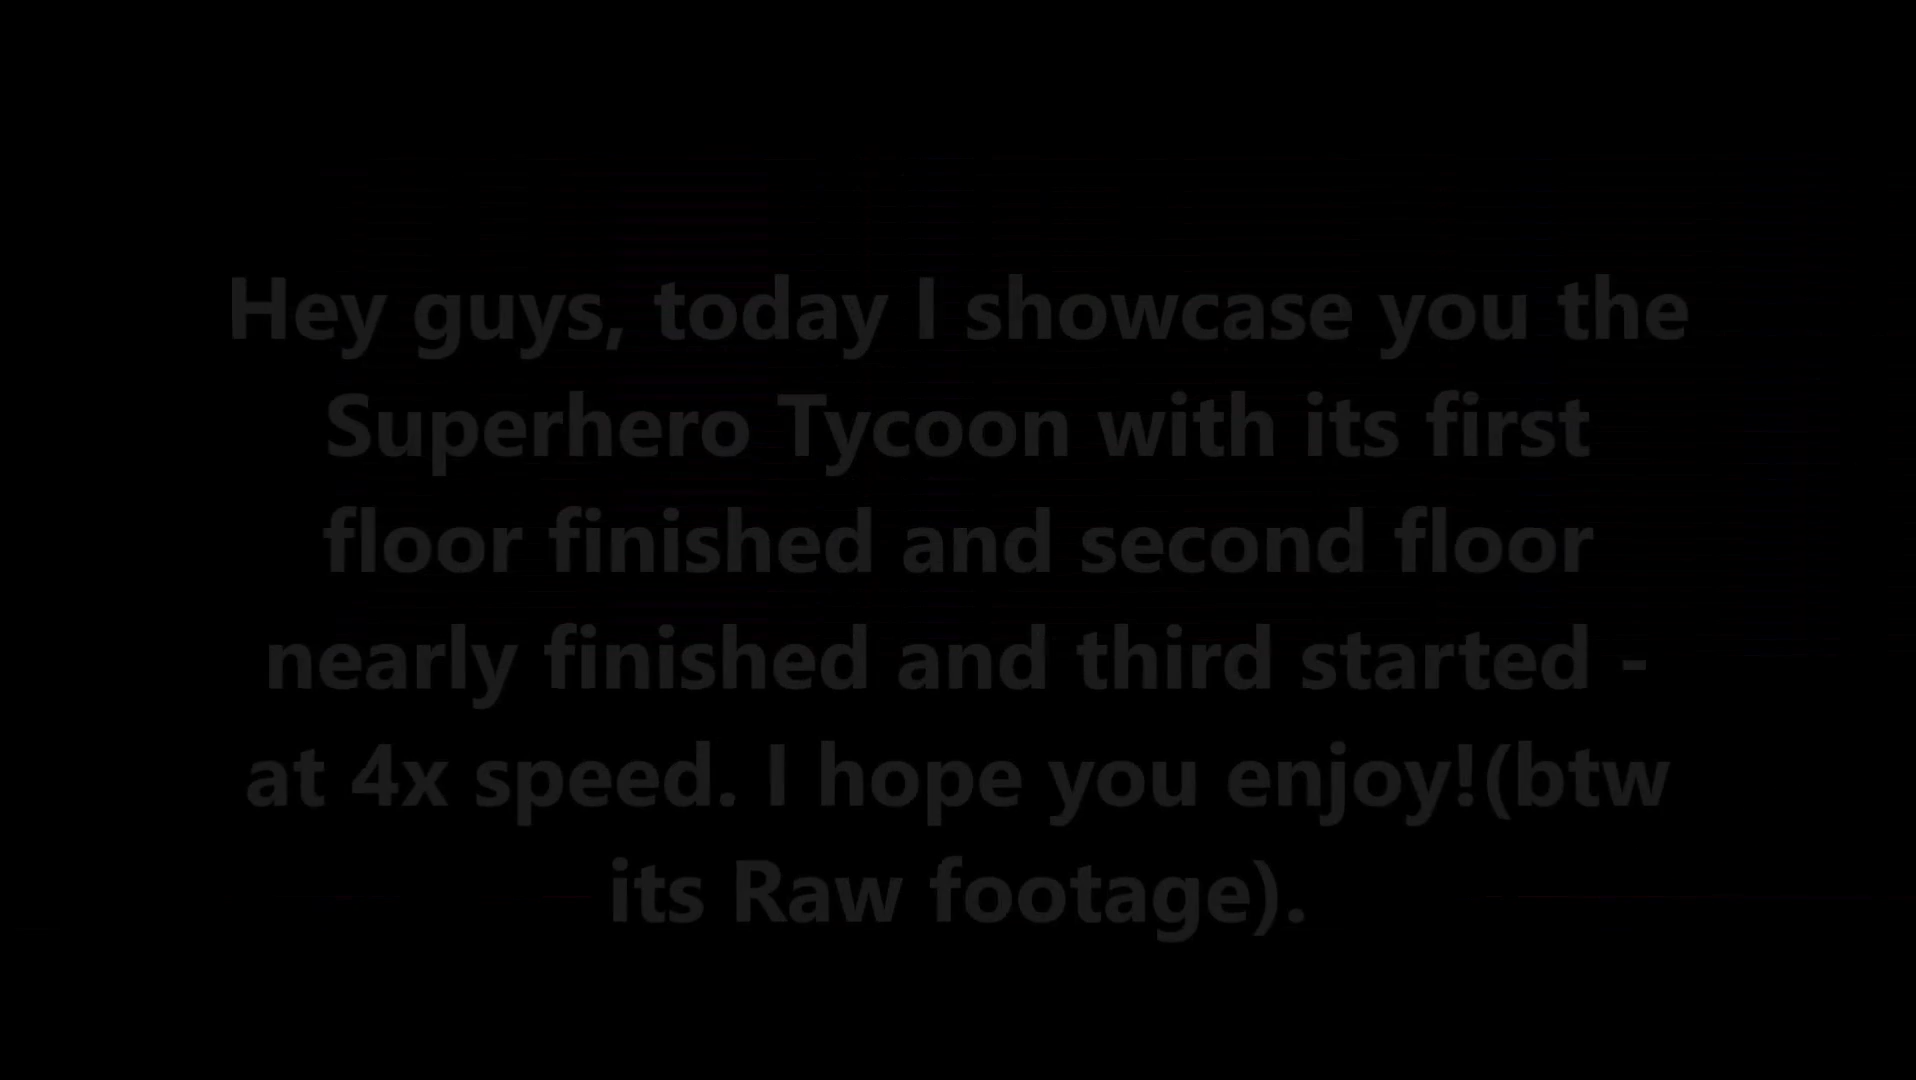 Hey guys, today I showcase you the
Superhero Tycoon with its first
floor finished and second floor
nearly finished and third started -
at 4x speed. I hope you enjoy!(btw
its Raw footage).